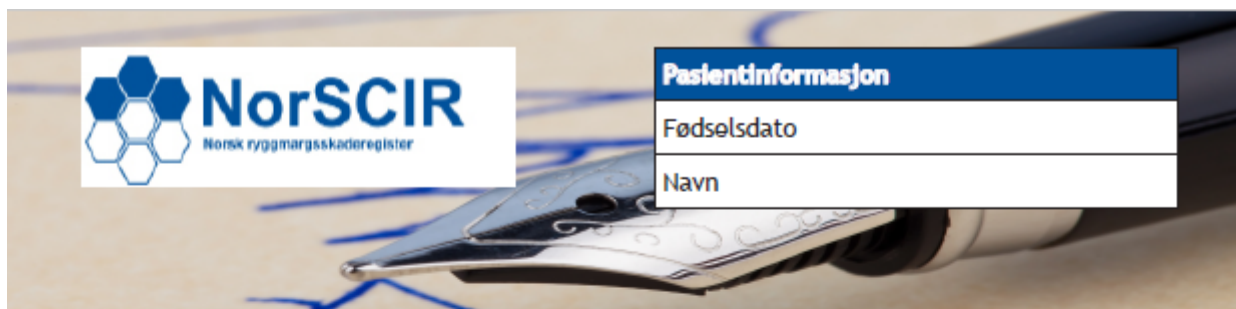 NorSCIR
Norsk ryggmargsskaderegister
Pasientinformasjon
Fødselsdato
Navn